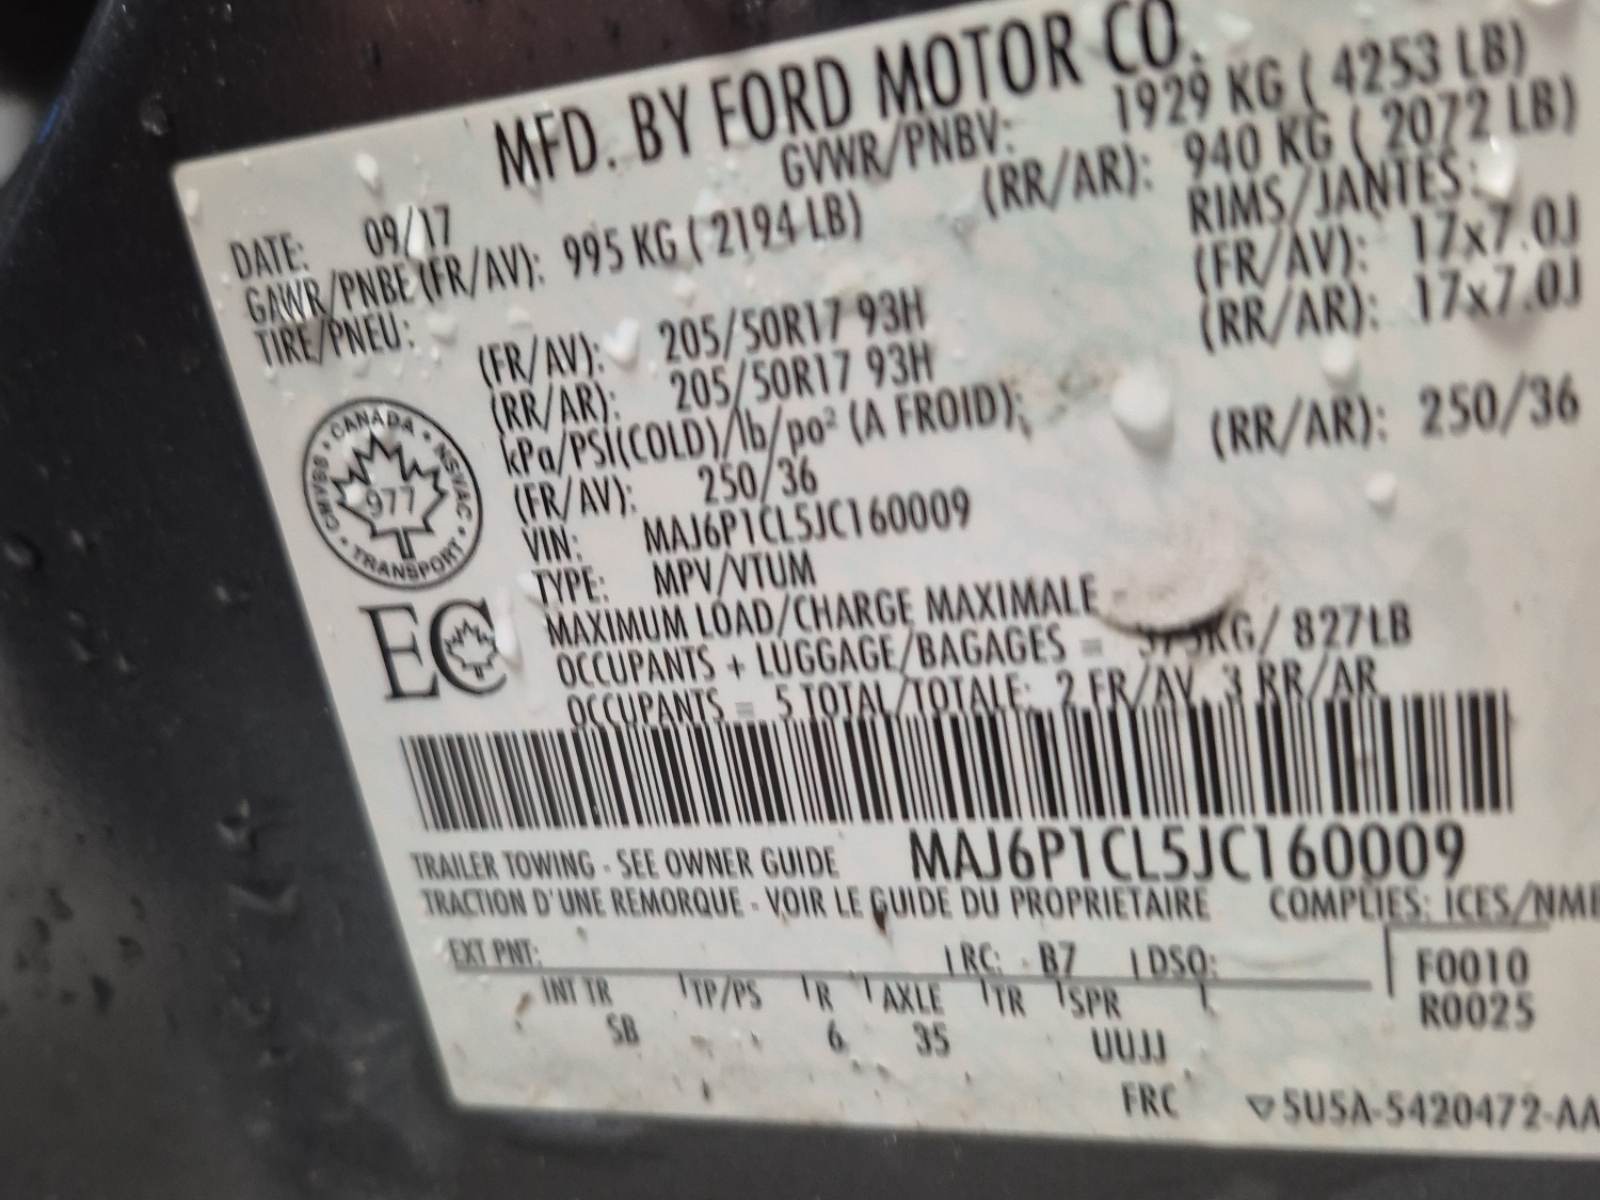 MFD. BY FORD MOTOR CO.
DATE: 09/17 GVWR/PNBV: 1929 KG ( 4253 LB)
GAWR/PNBE (FR/AV): 995 KG ( 2194 LB) (RR/AR): 940 KG ( 2072 LB)
TIRE/PNEU: RIMS/JANTES:
(FR/AV): 205/50R17 93H (FR/AV): 17x7.0J
(RR/AR): 205/50R17 93H (RR/AR): 17x7.0J
kPa/PSI(COLD)/lb/po² (A FROID):
(FR/AV): 250/36 (RR/AR): 250/36
VIN: MAJ6P1CL5JC160009
TYPE: MPV/VTUM
MAXIMUM LOAD/CHARGE MAXIMALE
OCCUPANTS + LUGGAGE/BAGAGES = 375KG/ 827LB
OCCUPANTS = 5 TOTAL/TOTALE: 2 FR/AV, 3 RR/AR
CANADA · NSVAC · TRANSPORT · CMVSS
977
EC
MAJ6P1CL5JC160009
TRAILER TOWING - SEE OWNER GUIDE
TRACTION D'UNE REMORQUE - VOIR LE GUIDE DU PROPRIETAIRE COMPLIES: ICES/NMB
EXT PNT: RC: B7 DSO: F0010
INT TR TP/PS R AXLE TR SPR R0025
SB 6 35 UUJJ
FRC ▽5U5A-5420472-AA